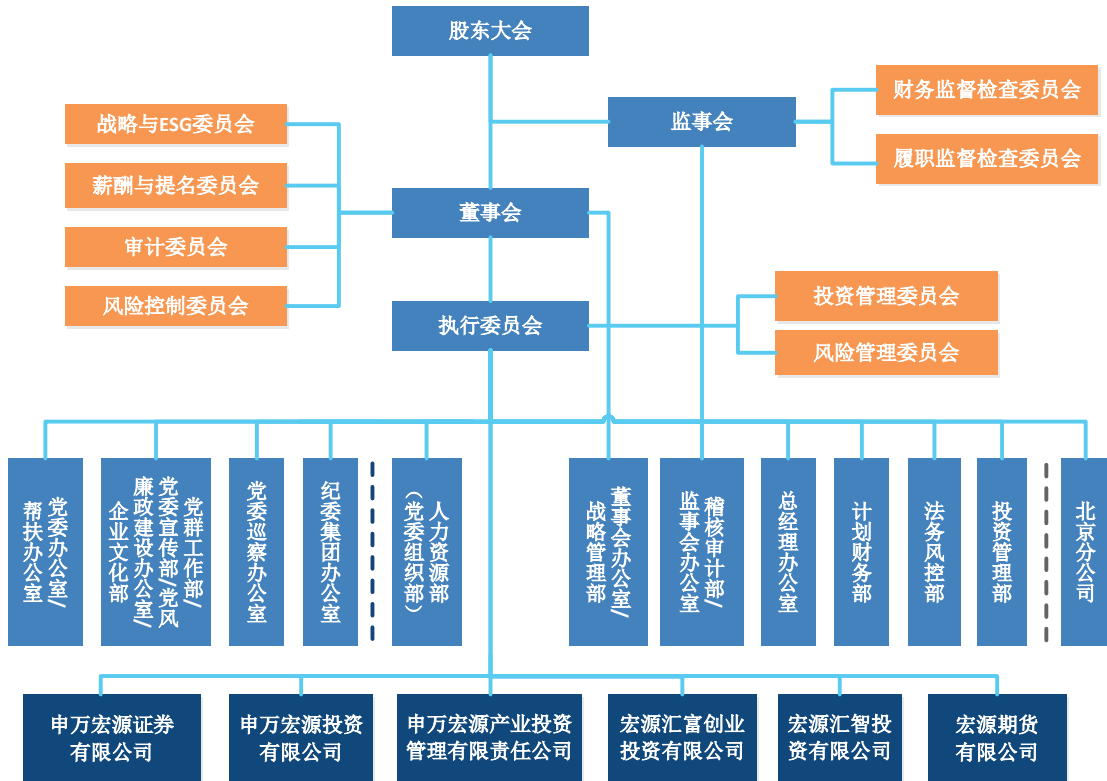 股东大会
监事会
财务监督检查委员会
履职监督检查委员会
战略与ESG委员会
薪酬与提名委员会
审计委员会
风险控制委员会
董事会
执行委员会
投资管理委员会
风险管理委员会
党委办公室/
帮扶办公室
党群工作部/
党委宣传部/党风
廉政建设办公室/
企业文化部
党委巡察办公室
纪委集团办公室
人力资源部
（党委组织部）
董事会办公室/
战略管理部
稽核审计部/
监事会办公室
总经理办公室
计划财务部
法务风控部
投资管理部
北京分公司
申万宏源证券
有限公司
申万宏源投资
有限公司
申万宏源产业投资
管理有限责任公司
宏源汇富创业
投资有限公司
宏源汇智投
资有限公司
宏源期货
有限公司